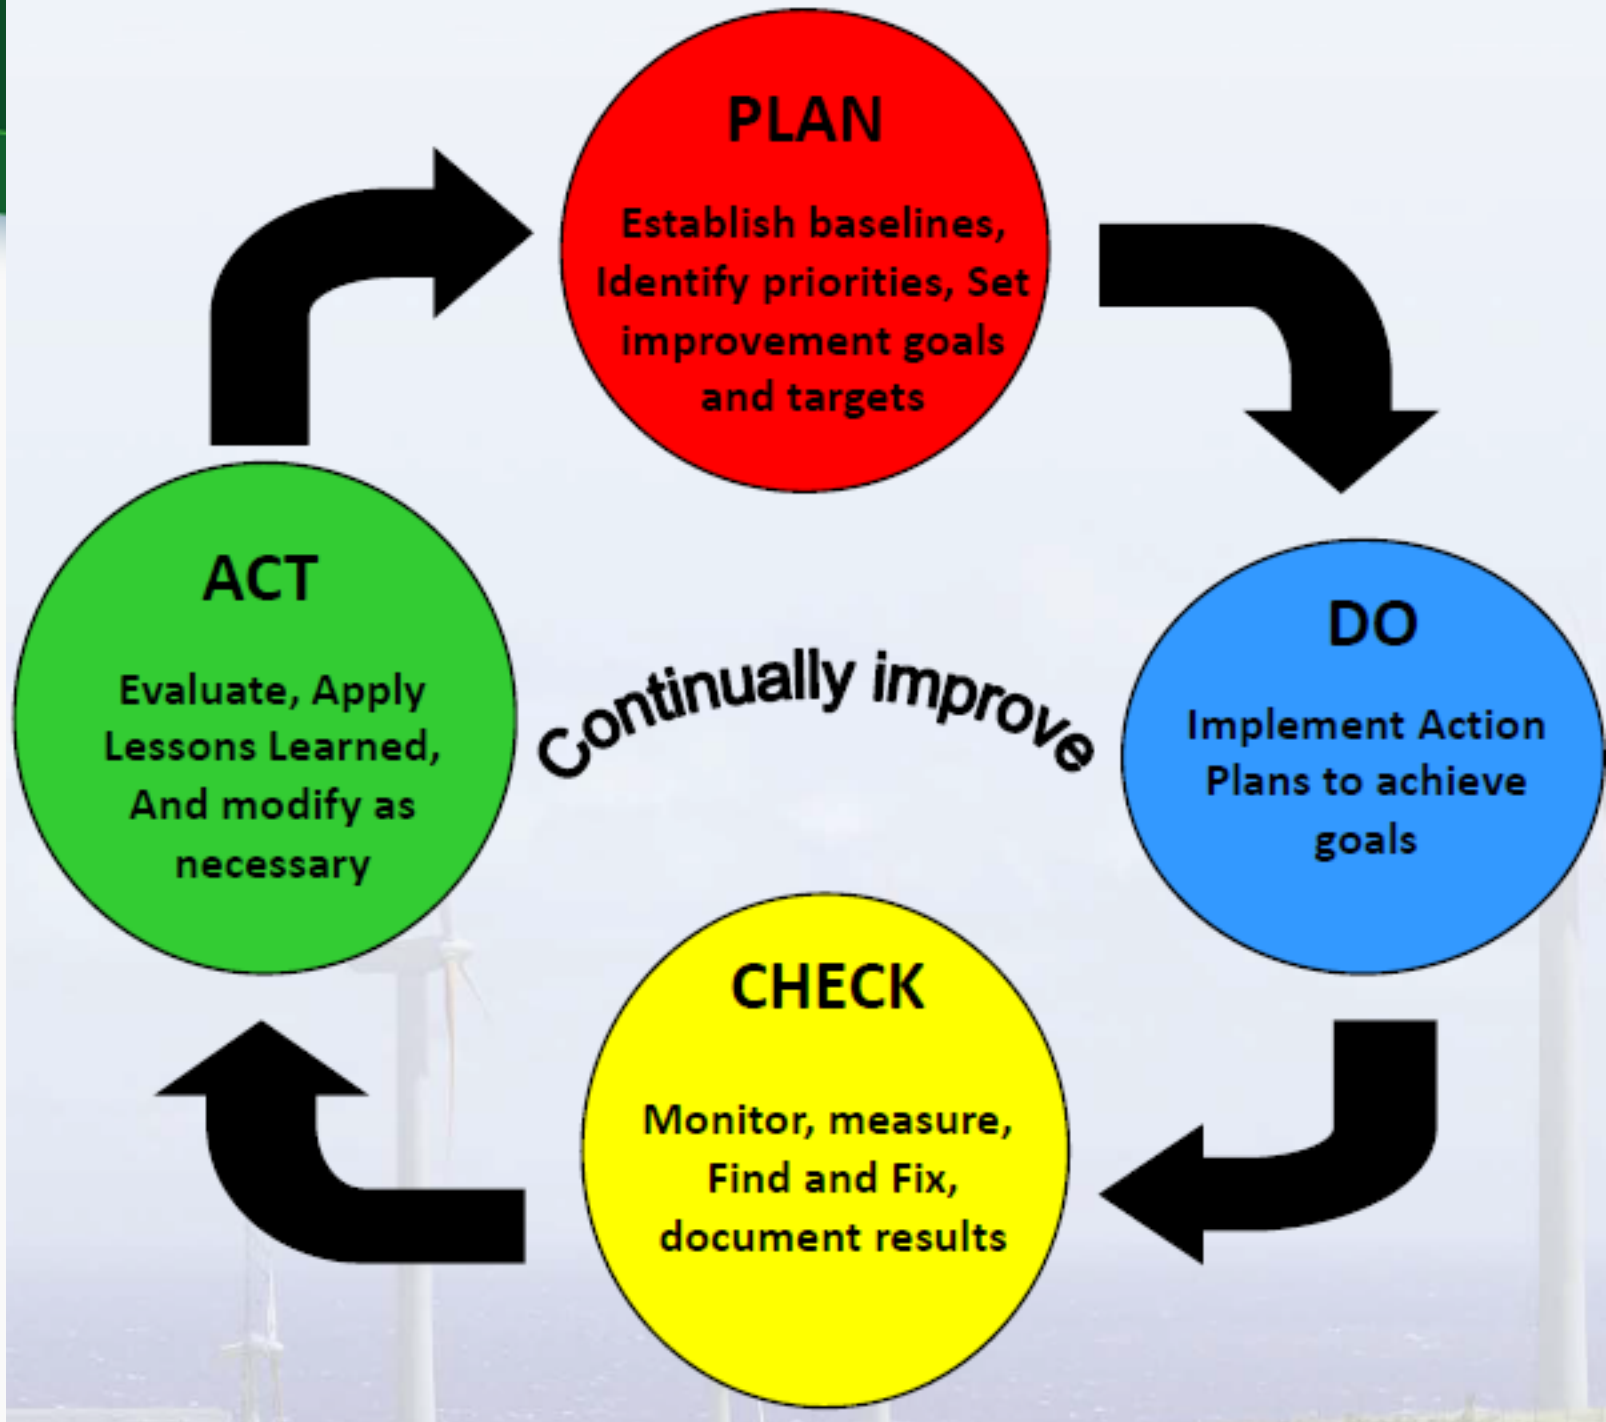 PLAN
Establish baselines,
Identify priorities, Set
improvement goals
and targets
DO
Implement Action
Plans to achieve
goals
CHECK
Monitor, measure,
Find and Fix,
document results
ACT
Evaluate, Apply
Lessons Learned,
And modify as
necessary
Continually improve